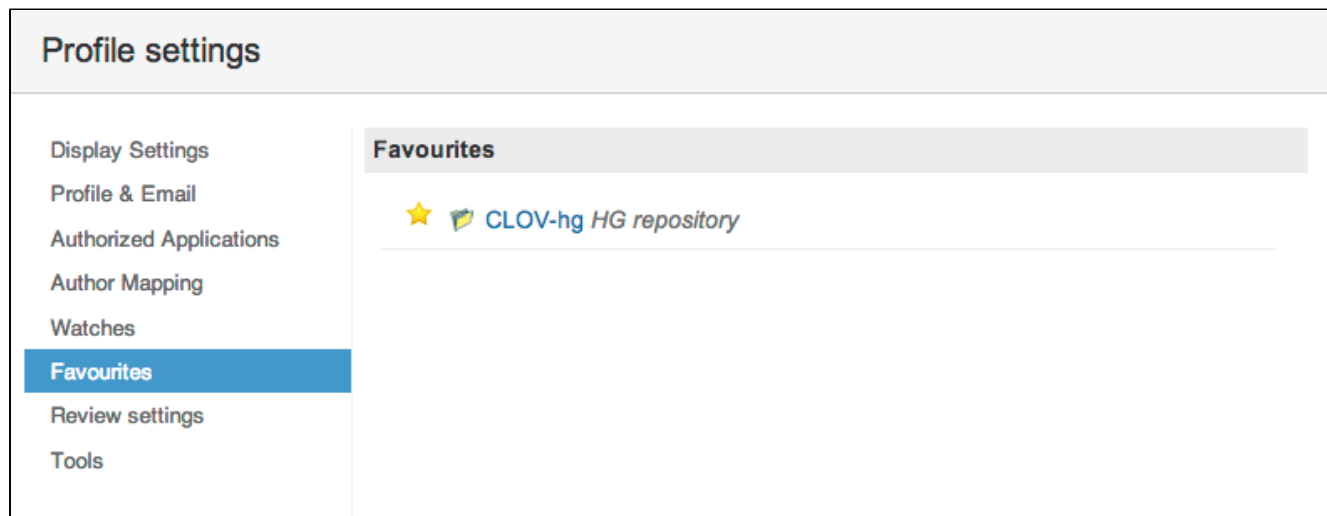 Profile settings
Display Settings
Profile & Email
Authorized Applications
Author Mapping
Watches
Favourites
Review settings
Tools
Favourites
CLOV-hg HG repository